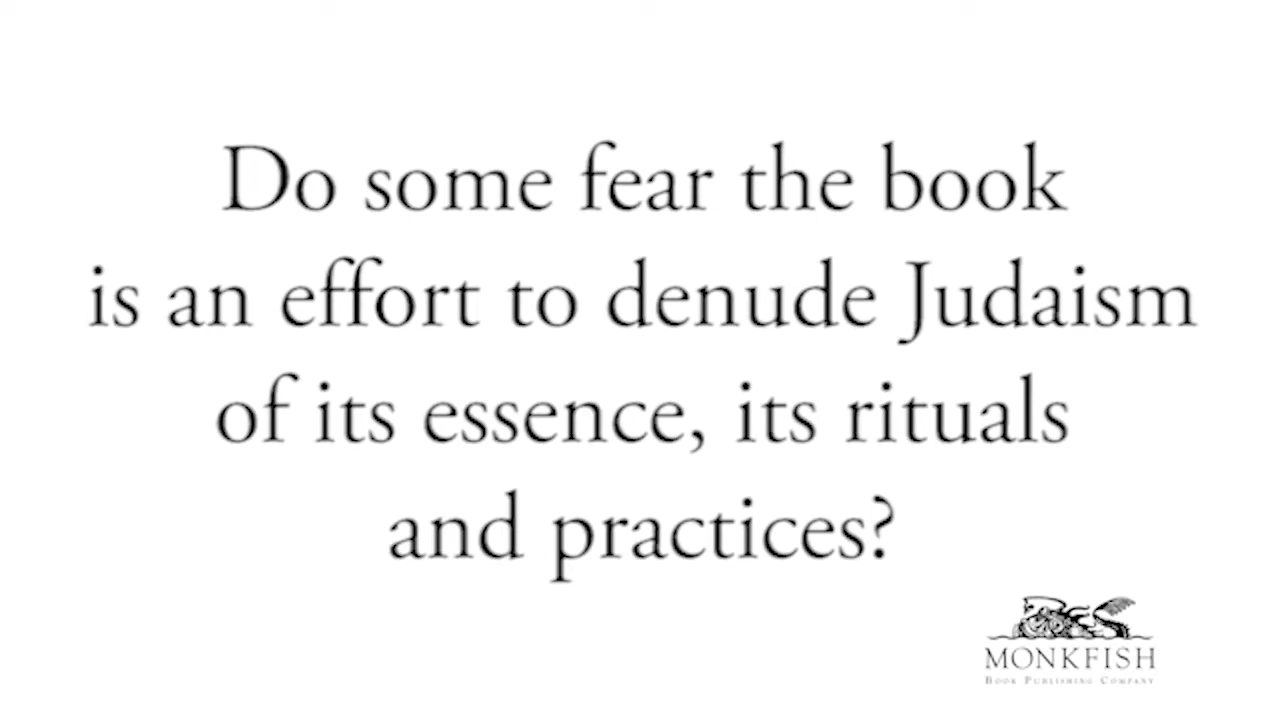 Do some fear the book
is an effort to denude Judaism
of its essence, its rituals
and practices?
MONKFISH
BOOK PUBLISHING COMPANY